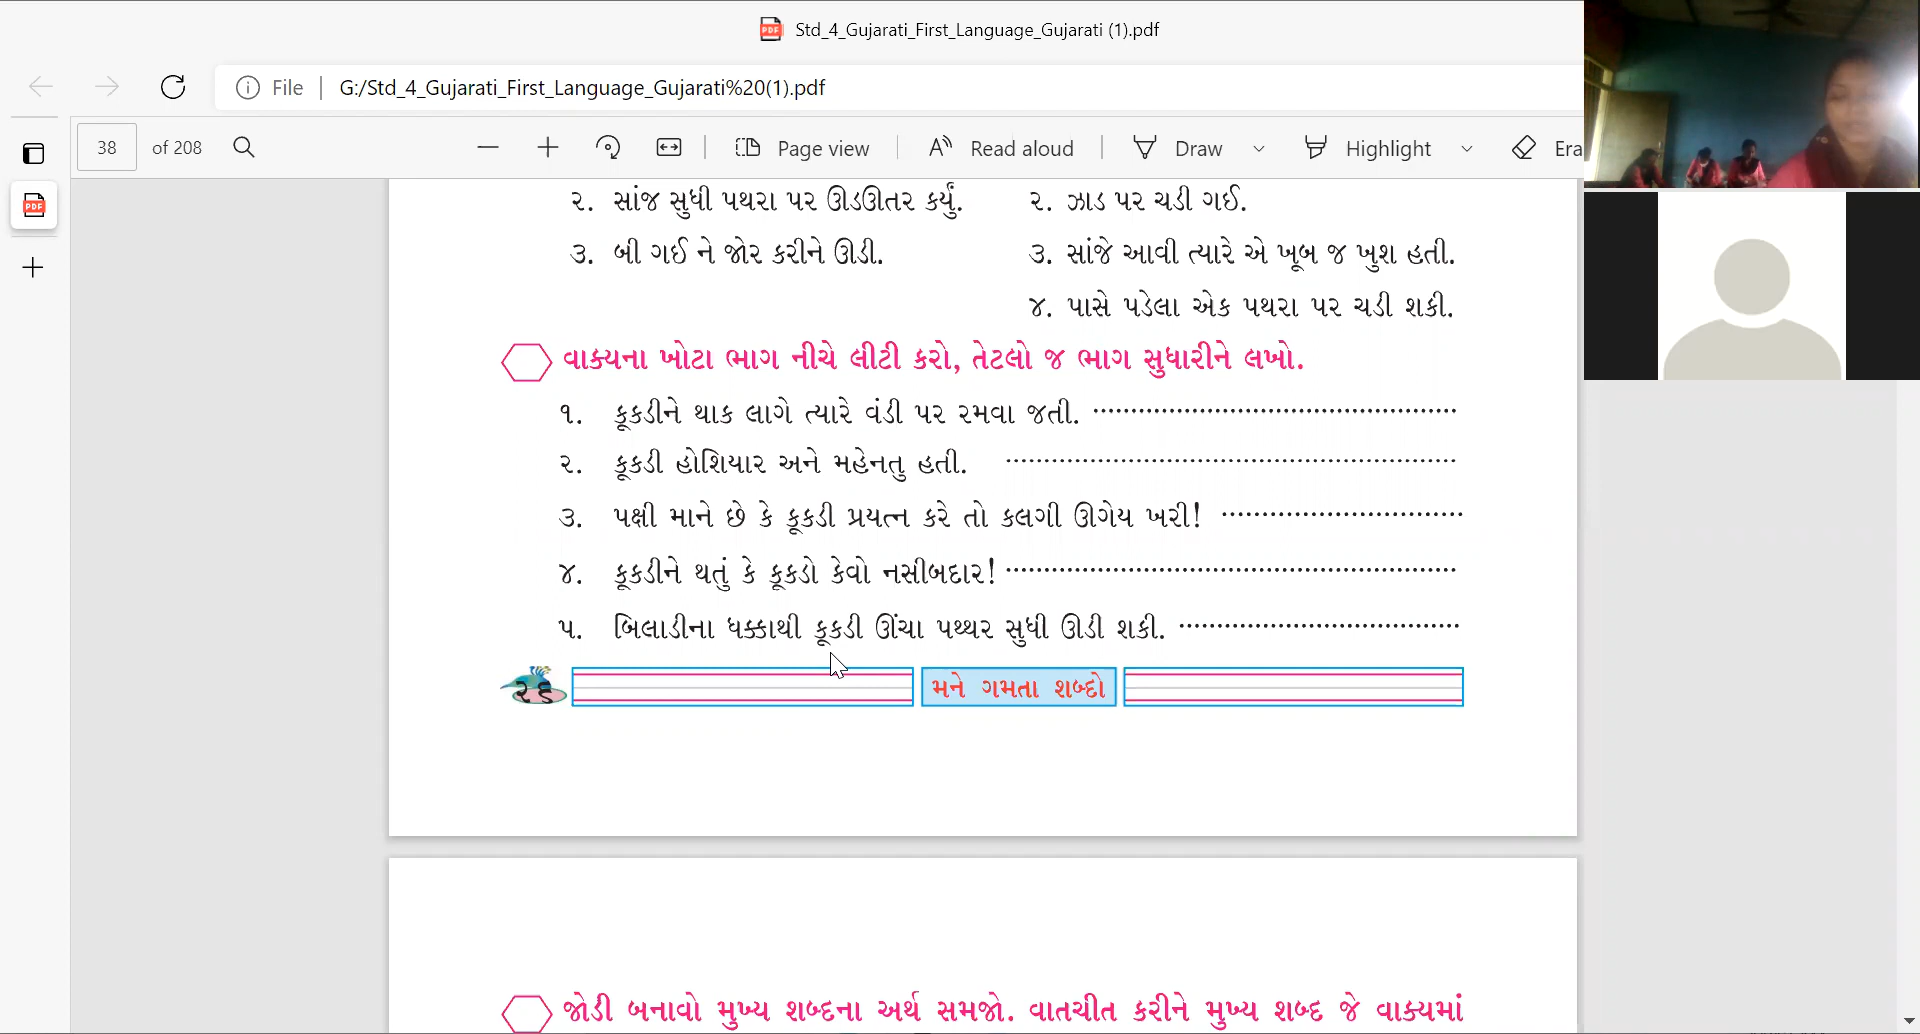 Std_4_Gujarati_First_Language_Gujarati (1).pdf
File G:/Std_4_Gujarati_First_Language_Gujarati%20(1).pdf
38 of 208 Page view Read aloud Draw Highlight Era
૨. સાંજ સુધી પથરા પર ઊડઊતર કર્યું. ૨. ઝાડ પર ચડી ગઈ.
૩. બી ગઈ ને જોર કરીને ઊડી. ૩. સાંજે આવી ત્યારે એ ખૂબ જ ખુશ હતી.
૪. પાસે પડેલા એક પથરા પર ચડી શકી.
વાક્યના ખોટા ભાગ નીચે લીટી કરો, તેટલો જ ભાગ સુધારીને લખો.
૧. કૂકડીને થાક લાગે ત્યારે વંડી પર રમવા જતી. ................................................
૨. કૂકડી હોશિયાર અને મહેનતુ હતી. ................................................
૩. પક્ષી માને છે કે કૂકડી પ્રયત્ન કરે તો કલગી ઊગેય ખરી! ................................
૪. કૂકડીને થતું કે કૂકડો કેવો નસીબદાર! ................................................
૫. બિલાડીના ધક્કાથી કૂકડી ઊંચા પથ્થર સુધી ઊડી શકી. ....................................
૨૬ મને ગમતા શબ્દો
જોડી બનાવો મુખ્ય શબ્દના અર્થ સમજો. વાતચીત કરીને મુખ્ય શબ્દ જે વાક્યમાં